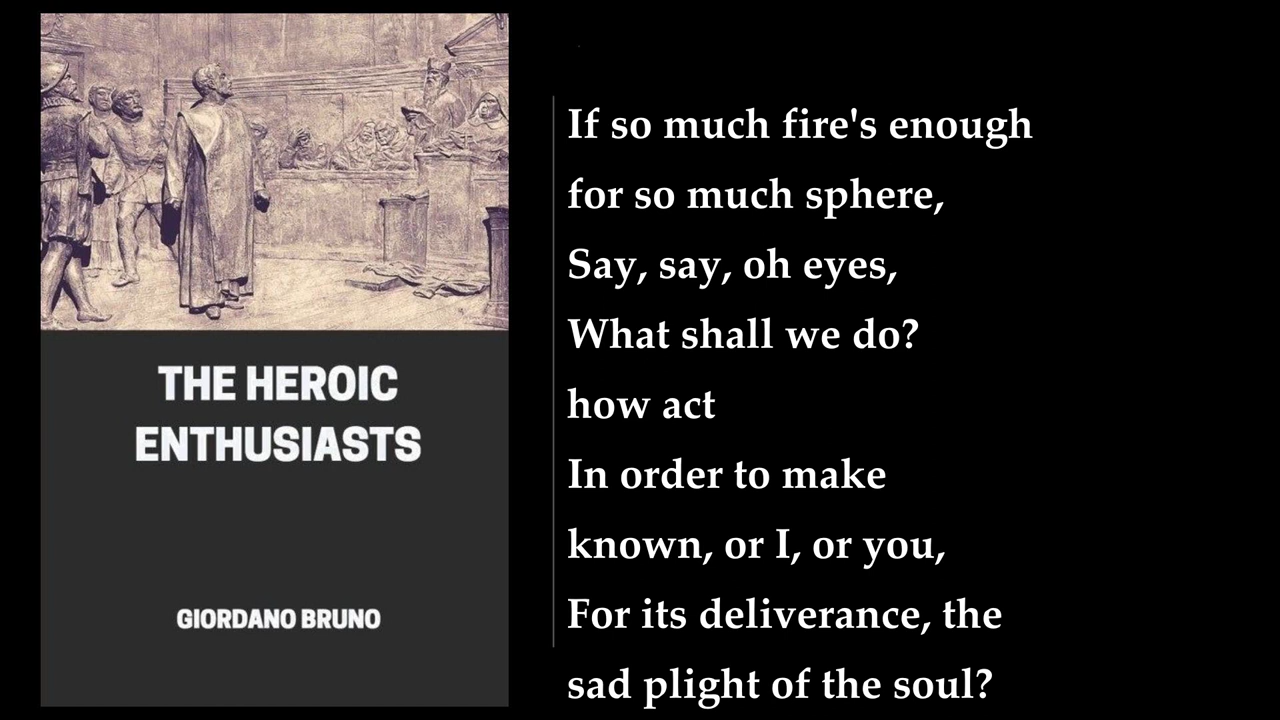 THE HEROIC
ENTHUSIASTS
GIORDANO BRUNO
If so much fire's enough
for so much sphere,
Say, say, oh eyes,
What shall we do?
how act
In order to make
known, or I, or you,
For its deliverance, the
sad plight of the soul?